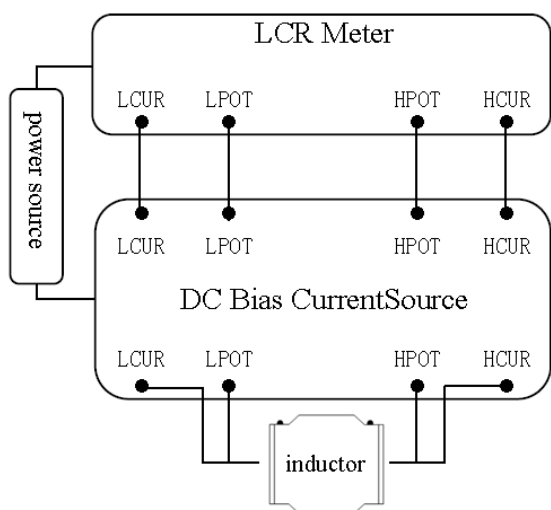 LCR Meter
LCUR LPOT HPOT HCUR
power source
LCUR LPOT HPOT HCUR
DC Bias CurrentSource
LCUR LPOT HPOT HCUR
inductor